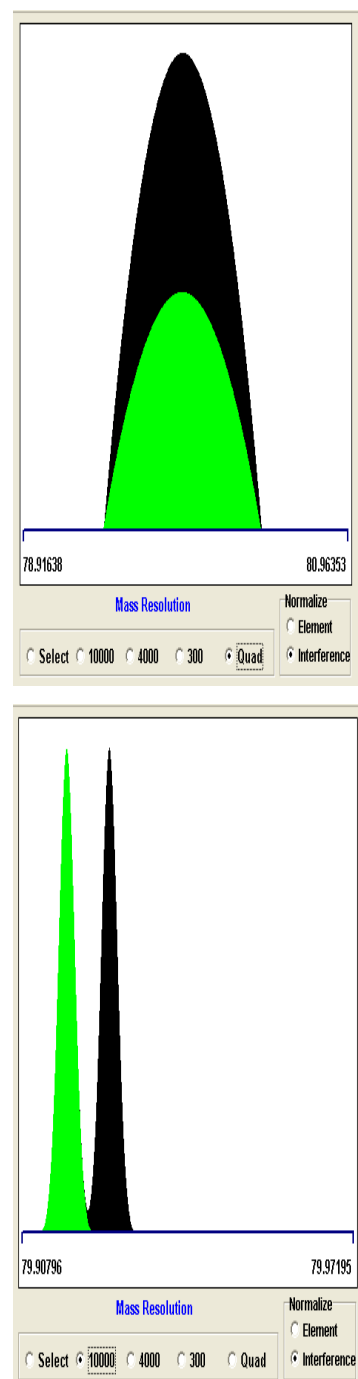 78.91638 80.96353
Mass Resolution
Normalize
Element
Select 10000 4000 300 Quad
Interference
79.90796 79.97195
Mass Resolution
Normalize
Element
Select 10000 4000 300 Quad
Interference